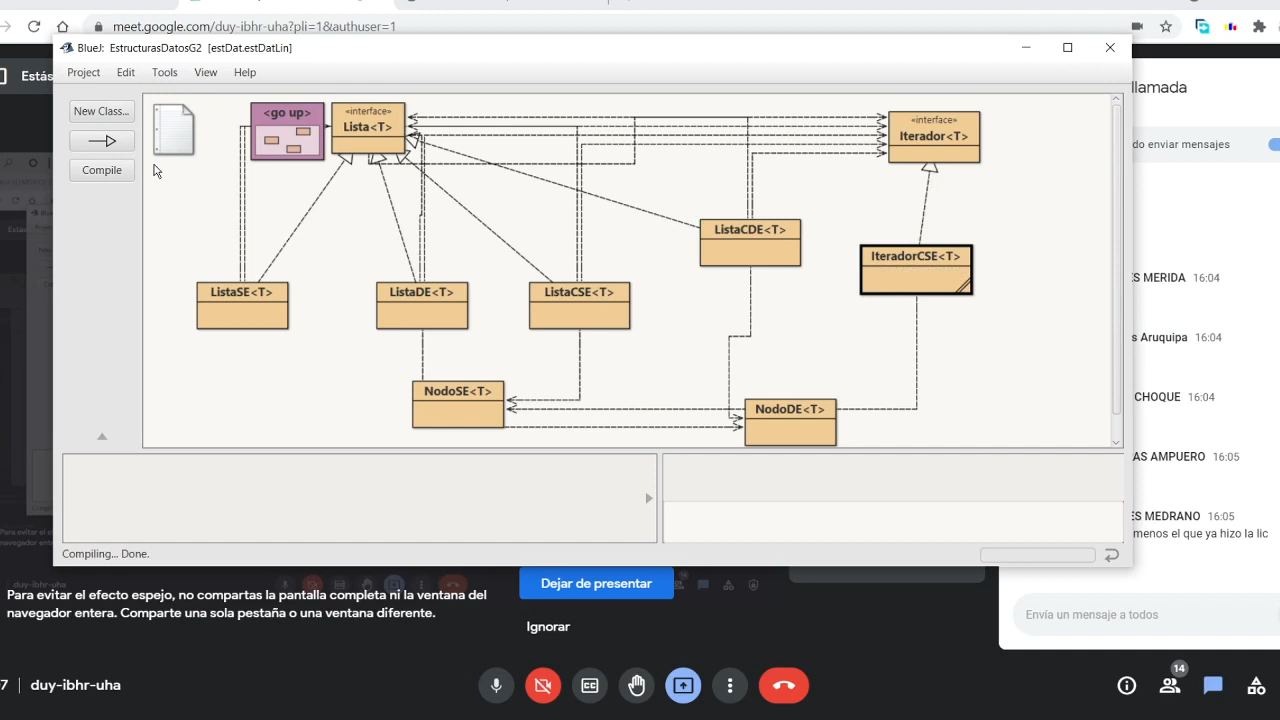 meet.google.com/duy-ibhr-uha?pli=1&authuser=1
BlueJ: EstructurasDatosG2 [estDat.estDatLin]
Project Edit Tools View Help
New Class...
Compile
<go up>
«interface»
Lista<T>
«interface»
Iterador<T>
ListaCDE<T>
IteradorCSE<T>
ListaSE<T>
ListaDE<T>
ListaCSE<T>
NodoSE<T>
NodoDE<T>
Compiling... Done.
Estás
llamada
do enviar mensajes
ES MERIDA 16:04
s Aruquipa 16:04
CHOQUE 16:04
AS AMPUERO 16:05
ES MEDRANO 16:05
menos el que ya hizo la lic
Envía un mensaje a todos
duy-ibhr-uha
Para evitar el efecto espejo, no compartas la pantalla completa ni la ventana del
navegador entera. Comparte una sola pestaña o una ventana diferente.
Dejar de presentar
Ignorar
7 | duy-ibhr-uha
14